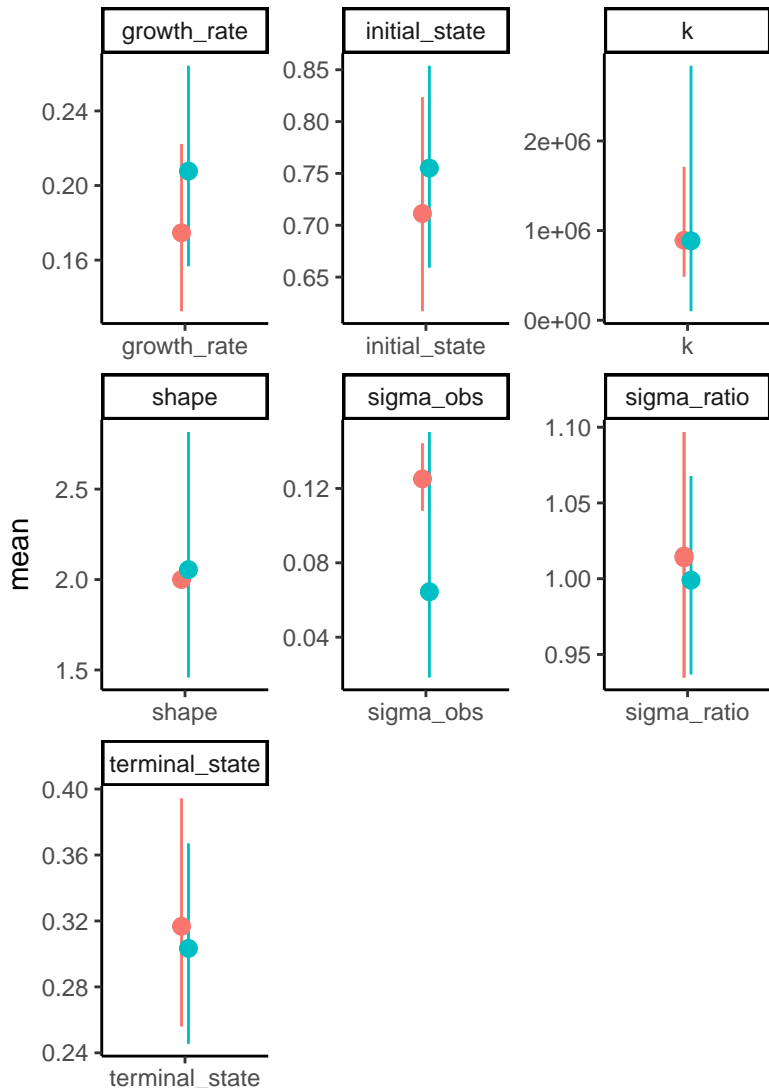 growth_rate
initial_state
k
0.24
0.20
0.16
0.85
0.80
0.75
0.70
0.65
2e+06
1e+06
0e+00
growth_rate
initial_state
k
shape
sigma_obs
sigma_ratio
mean
2.5
2.0
1.5
0.12
0.08
0.04
1.10
1.05
1.00
0.95
shape
sigma_obs
sigma_ratio
terminal_state
0.40
0.36
0.32
0.28
0.24
terminal_state